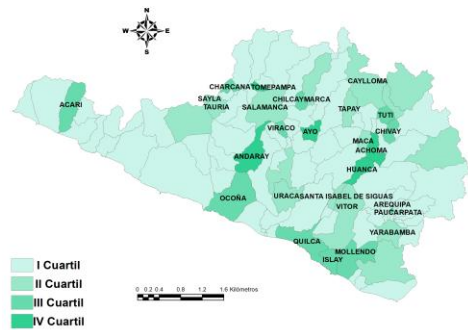 N
W E
S
CHARCANA TOMEPAMPA
CAYLLOMA
SAYLA
TAURIA
SALAMANCA
CHILCAYMARCA
TAPAY
ACARI
TUTI
VIRACO
AYO
CHIVAY
MACA
ACHOMA
ANDARAY
HUANCA
OCOÑA
URACA SANTA ISABEL DE SIGUAS
VITOR
AREQUIPA
PAUCARPATA
YARABAMBA
QUILCA
MOLLENDO
ISLAY
I Cuartil
II Cuartil
III Cuartil
IV Cuartil
0 0.2 0.4 0.8 1.2 1.6 Kilómetros